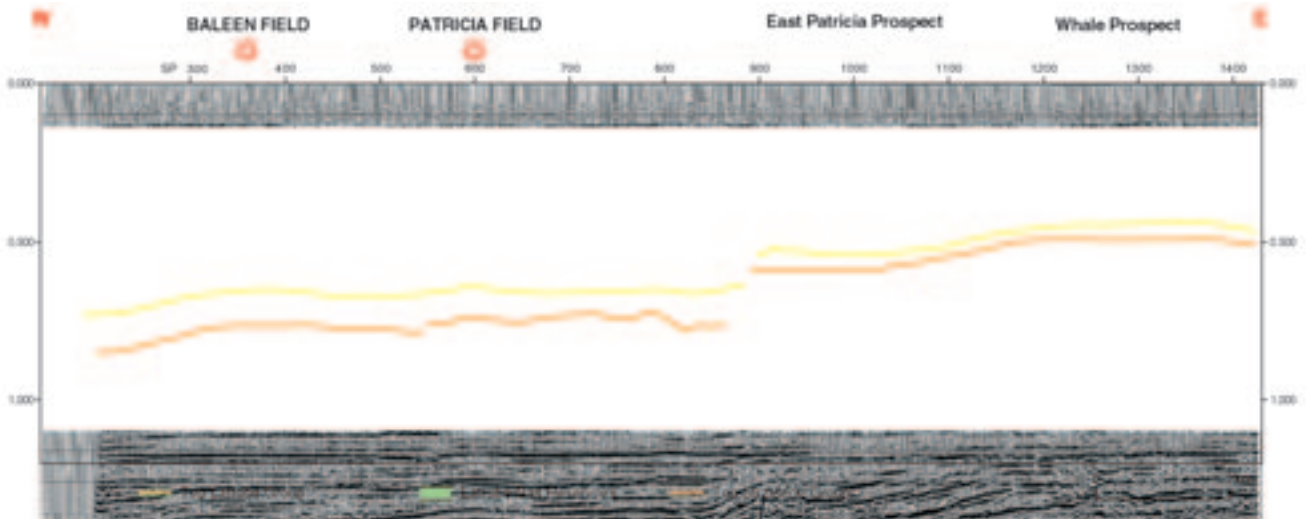 W BALEEN FIELD PATRICIA FIELD East Patricia Prospect Whale Prospect E
SP 300 400 500 600 700 800 900 1000 1100 1200 1300 1400
0.000 0.000
0.500 0.500
1.000 1.000